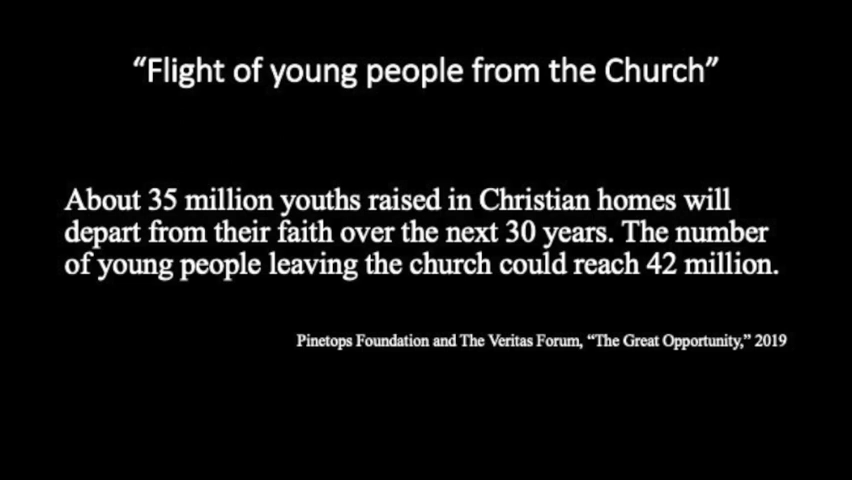 “Flight of young people from the Church”
About 35 million youths raised in Christian homes will
depart from their faith over the next 30 years. The number
of young people leaving the church could reach 42 million.
Pinetops Foundation and The Veritas Forum, “The Great Opportunity,” 2019